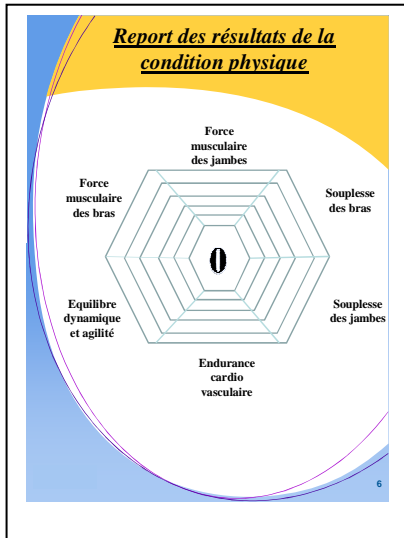 Report des résultats de la
condition physique
Force
musculaire
des jambes
Force
musculaire
des bras
Souplesse
des bras
0
Equilibre
dynamique
et agilité
Souplesse
des jambes
Endurance
cardio
vasculaire
6